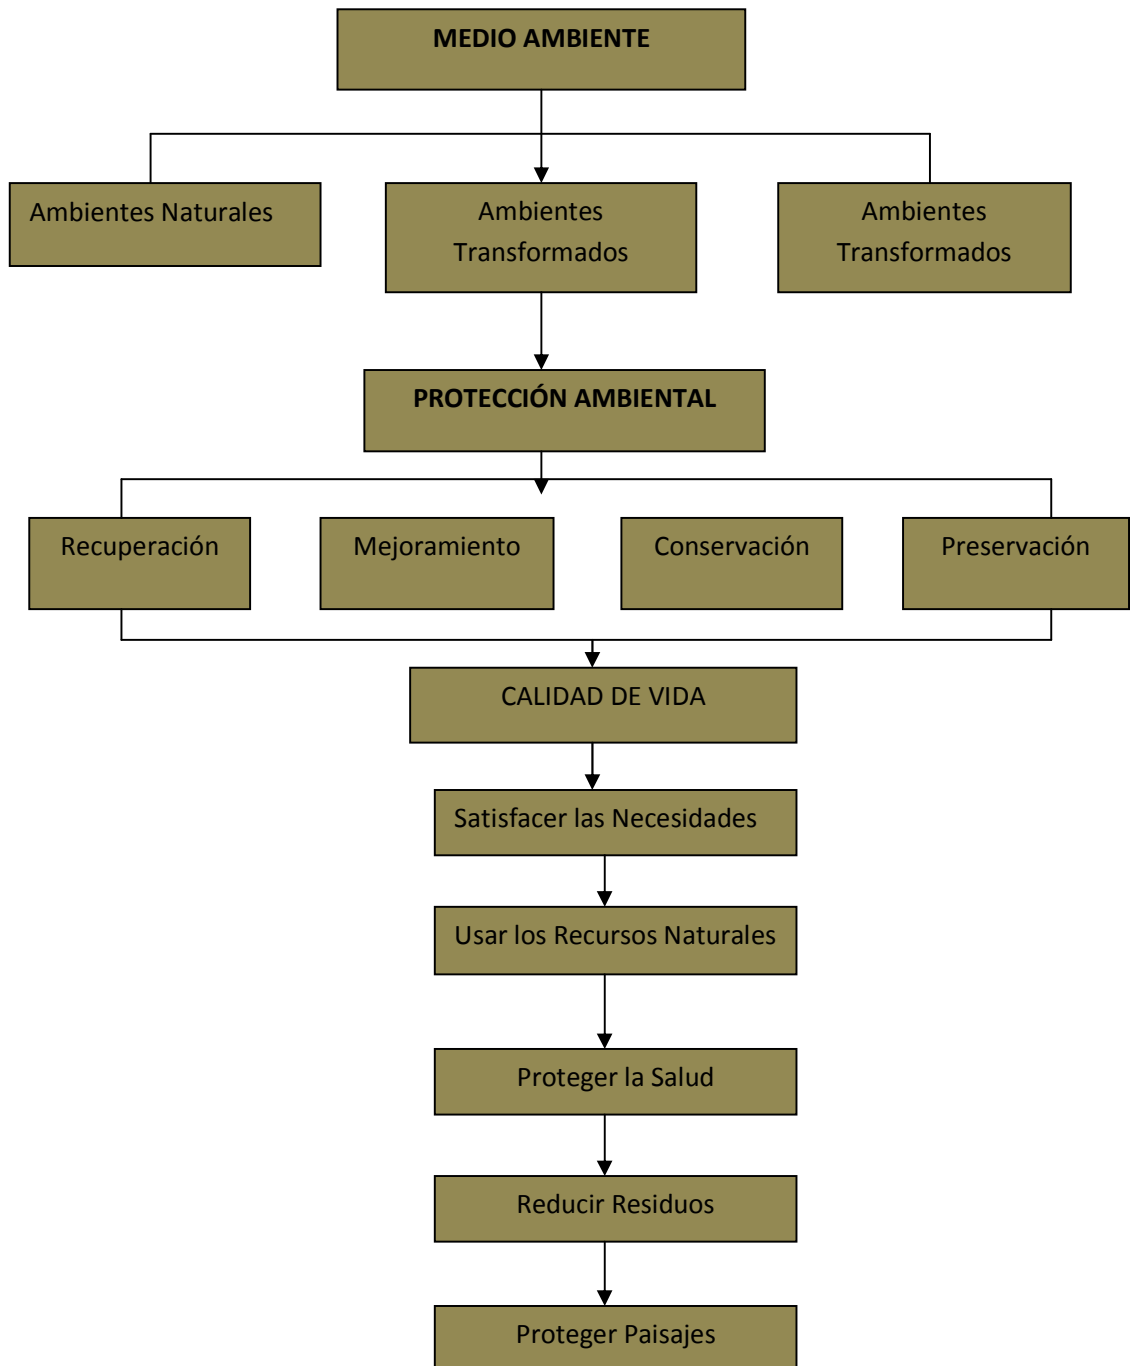 MEDIO AMBIENTE
Ambientes Naturales
Ambientes
Transformados
Ambientes
Transformados
PROTECCIÓN AMBIENTAL
Recuperación
Mejoramiento
Conservación
Preservación
CALIDAD DE VIDA
Satisfacer las Necesidades
Usar los Recursos Naturales
Proteger la Salud
Reducir Residuos
Proteger Paisajes